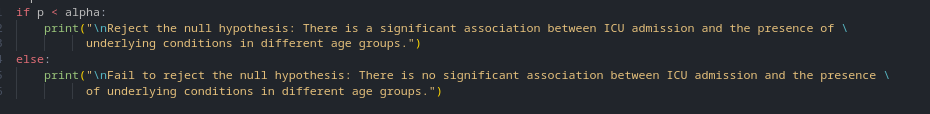 if p < alpha:
    print("\nReject the null hypothesis: There is a significant association between ICU admission and the presence of \
          underlying conditions in different age groups.")
else:
    print("\nFail to reject the null hypothesis: There is no significant association between ICU admission and the presence \
          of underlying conditions in different age groups.")